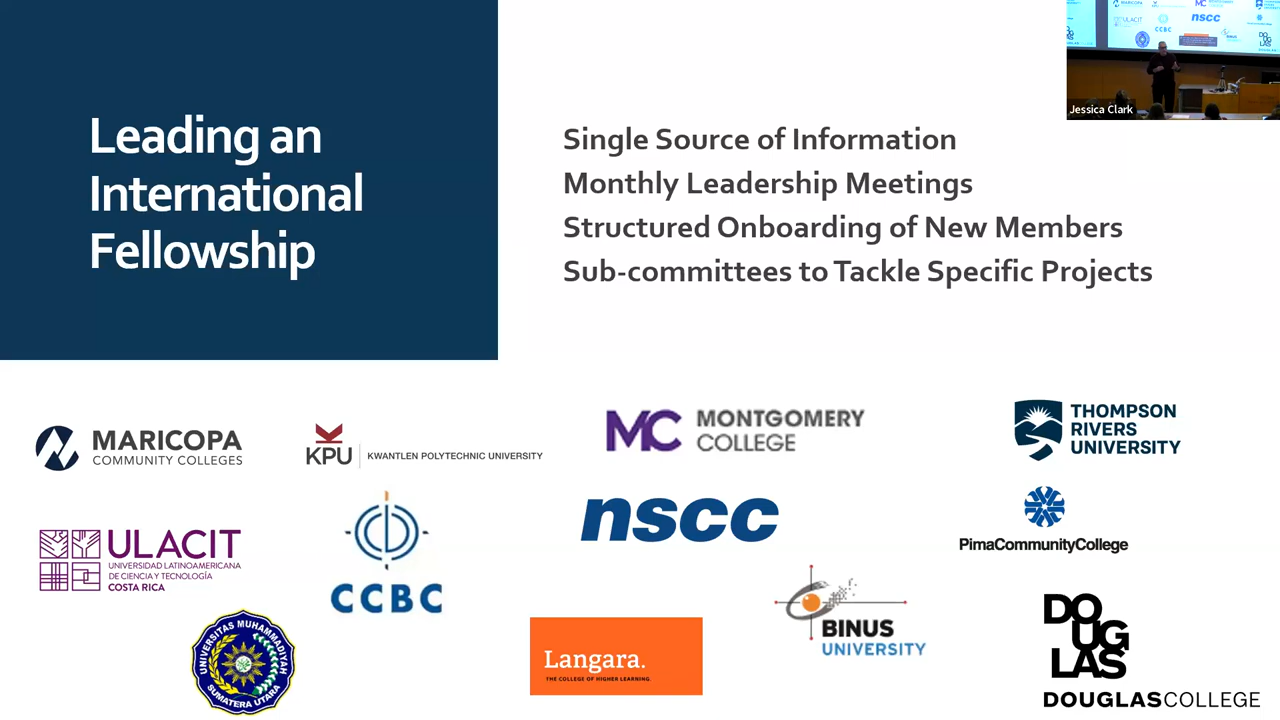 Leading an
International
Fellowship
Single Source of Information
Monthly Leadership Meetings
Structured Onboarding of New Members
Sub-committees to Tackle Specific Projects
Jessica Clark
MARICOPA
COMMUNITY COLLEGES
KPU
KWANTLEN POLYTECHNIC UNIVERSITY
MC MONTGOMERY
COLLEGE
THOMPSON
RIVERS
UNIVERSITY
ULACIT
UNIVERSIDAD LATINOAMERICANA
DE CIENCIA Y TECNOLOGÍA
COSTA RICA
CCBC
nscc
PimaCommunityCollege
UNIVERSITAS MUHAMMADIYAH
SUMATERA UTARA
Langara.
THE COLLEGE OF HIGHER LEARNING.
BINUS
UNIVERSITY
DO
UG
LAS
DOUGLASCOLLEGE